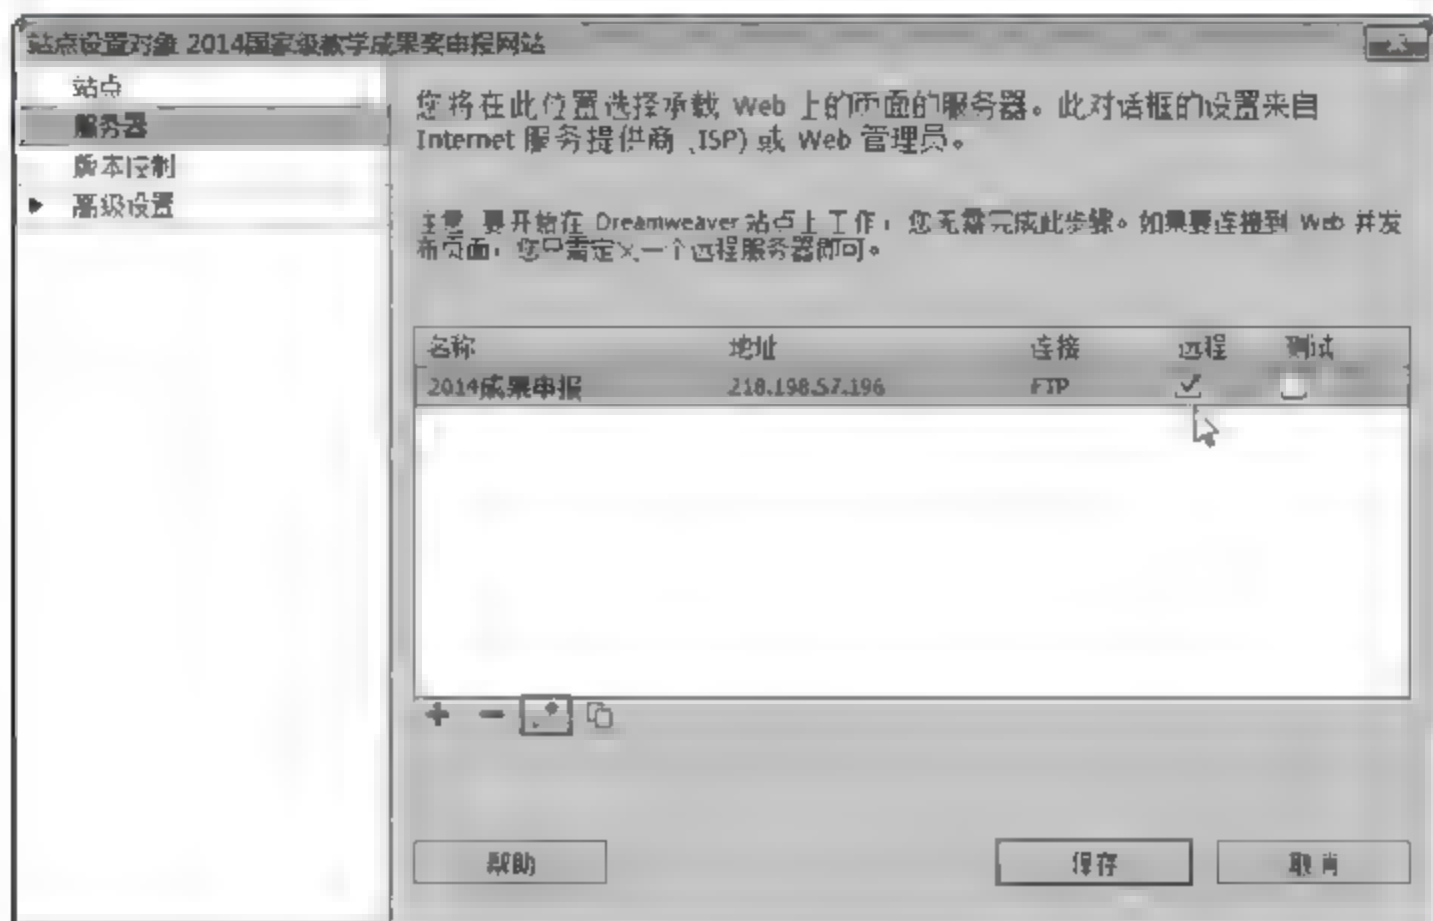 站点设置对象 2014国家级教学成果奖申报网站
站点
服务器
版本控制
高级设置
您将在此位置选择承载 Web 上的页面的服务器。此对话框的设置来自
Internet 服务提供商 (ISP) 或 Web 管理员。
注意: 要开始在 Dreamweaver 站点上工作，您无需完成此步骤。如果要连接到 Web 并发
布页面，您只需定义一个远程服务器即可。
名称 地址 连接 远程 测试
2014成果申报 218.198.57.196 FTP
帮助 保存 取消